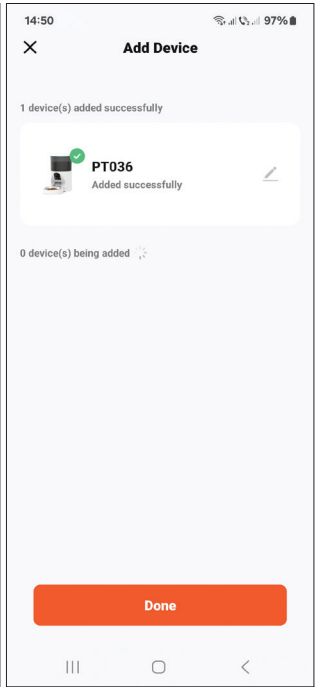 14:50
97%
Add Device
1 device(s) added successfully
PT036
Added successfully
0 device(s) being added
Done